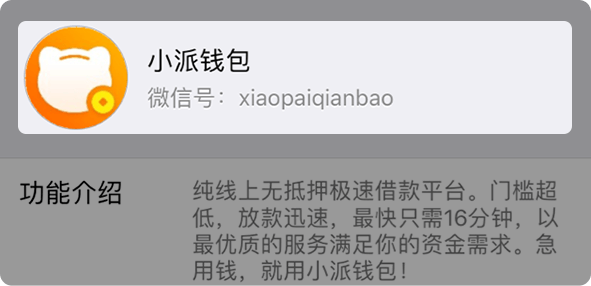 小派钱包
微信号：xiaopaiqianbao
功能介绍
纯线上无抵押极速借款平台。门槛超
低，放款迅速，最快只需16分钟，以
最优质的服务满足你的资金需求。急
用钱，就用小派钱包！